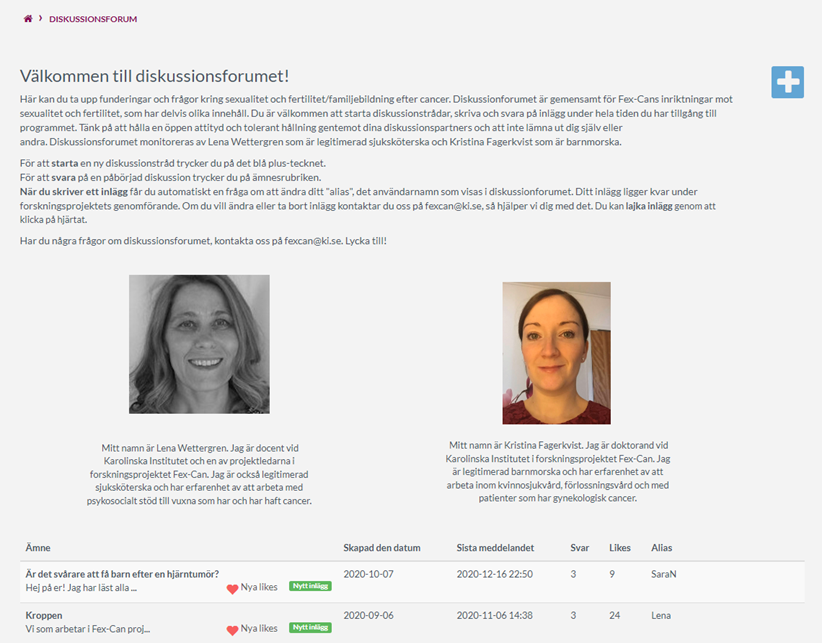 DISKUSSIONSFORUM
Välkommen till diskussionsforumet!
Här kan du ta upp funderingar och frågor kring sexualitet och fertilitet/familjebildning efter cancer. Diskusionforumet är gemensamt för Fex-Cans inriktningar mot
sexualitet och fertilitet, som har delvis olika innehåll. Du är välkommen att starta diskussionstrådar, skriva och svara på inlägg under hela tiden du har tillgång till
programmet. Tänk på att hålla en öppen attityd och tolerant hållning gentemot dina diskussionspartners och att inte lämna ut dig själv eller
andra. Diskussionsforumet monitoreras av Lena Wettergren som är legitimerad sjuksköterska och Kristina Fagerkvist som är barnmorska.
För att starta en ny diskussionstråd trycker du på det blå plus-tecknet.
För att svara på en påbörjad diskussion trycker du på ämnesrubriken.
När du skriver ett inlägg får du automatiskt en fråga om att ändra ditt "alias", det användarnamn som visas i diskussionforumet. Ditt inlägg ligger kvar under
forskningsprojektets genomförande. Om du vill ändra eller ta bort inlägg kontaktar du oss på fexcan@ki.se, så hjälper vi dig med det. Du kan lajka inlägg genom att
klicka på hjärtat.
Har du några frågor om diskussionsforumet, kontakta oss på fexcan@ki.se. Lycka till!
Mitt namn är Lena Wettergren. Jag är docent vid
Karolinska Institutet och en av projektledarna i
forskningsprojektet Fex-Can. Jag är också legitimerad
sjuksköterska och har erfarenhet av att arbeta med
psykosocialt stöd till vuxna som har och har haft cancer.
Mitt namn är Kristina Fagerkvist. Jag är doktorand vid
Karolinska Institutet i forskningsprojektet Fex-Can. Jag
är legitimerad barnmorska och har erfarenhet av att
arbeta inom kvinnosjukvård, förlossningsvård och med
patienter som har gynekologisk cancer.
Ämne Skapad den datum Sista meddelandet Svar Likes Alias
Är det svårare att få barn efter en hjärntumör? 2020-10-07 2020-12-16 22:50 3 9 SaraN
Hej på er! Jag har läst alla ... Nya likes Nytt inlägg
Kroppen 2020-09-06 2020-11-06 14:38 3 24 Lena
Vi som arbetar i Fex-Can proj... Nya likes Nytt inlägg